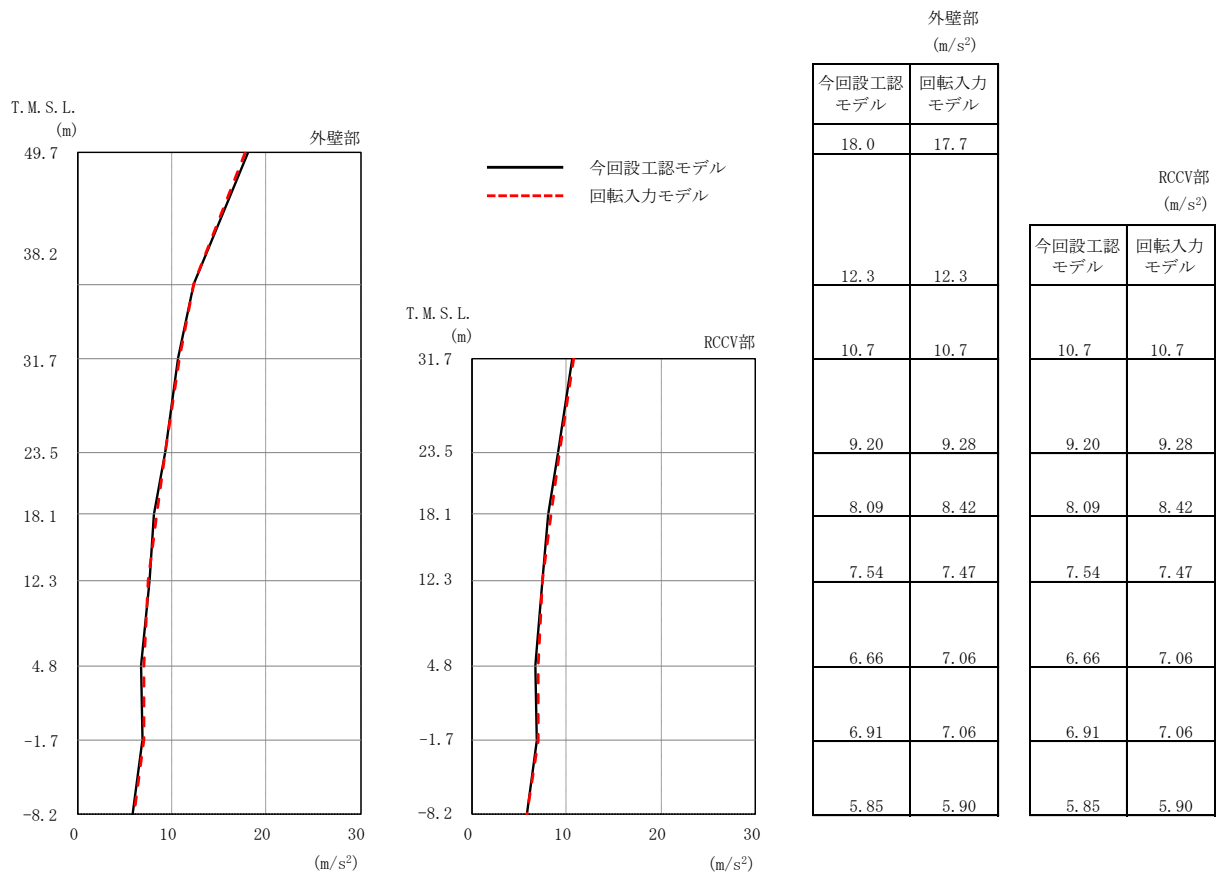 T.M.S.L.
(m)
外壁部
49.7
38.2
31.7
23.5
18.1
12.3
4.8
-1.7
-8.2
0 10 20 30
(m/s²)
今回設工認モデル
回転入力モデル
T.M.S.L.
(m)
RCCV部
31.7
23.5
18.1
12.3
4.8
-1.7
-8.2
0 10 20 30
(m/s²)
外壁部
(m/s²)
今回設工認 回転入力
モデル モデル
18.0 17.7
12.3 12.3
10.7 10.7
9.20 9.28
8.09 8.42
7.54 7.47
6.66 7.06
6.91 7.06
5.85 5.90
RCCV部
(m/s²)
今回設工認 回転入力
モデル モデル
10.7 10.7
9.20 9.28
8.09 8.42
7.54 7.47
6.66 7.06
6.91 7.06
5.85 5.90